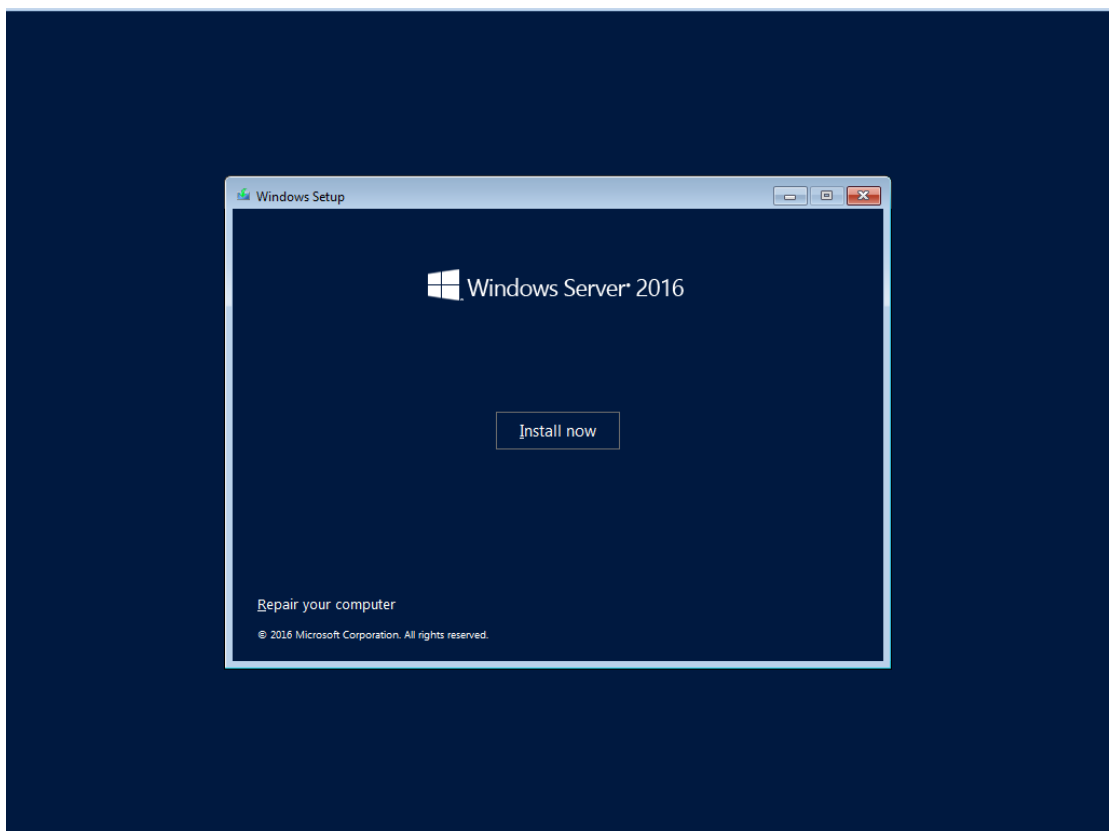 Windows Setup
Windows Server 2016
Install now
Repair your computer
© 2016 Microsoft Corporation. All rights reserved.